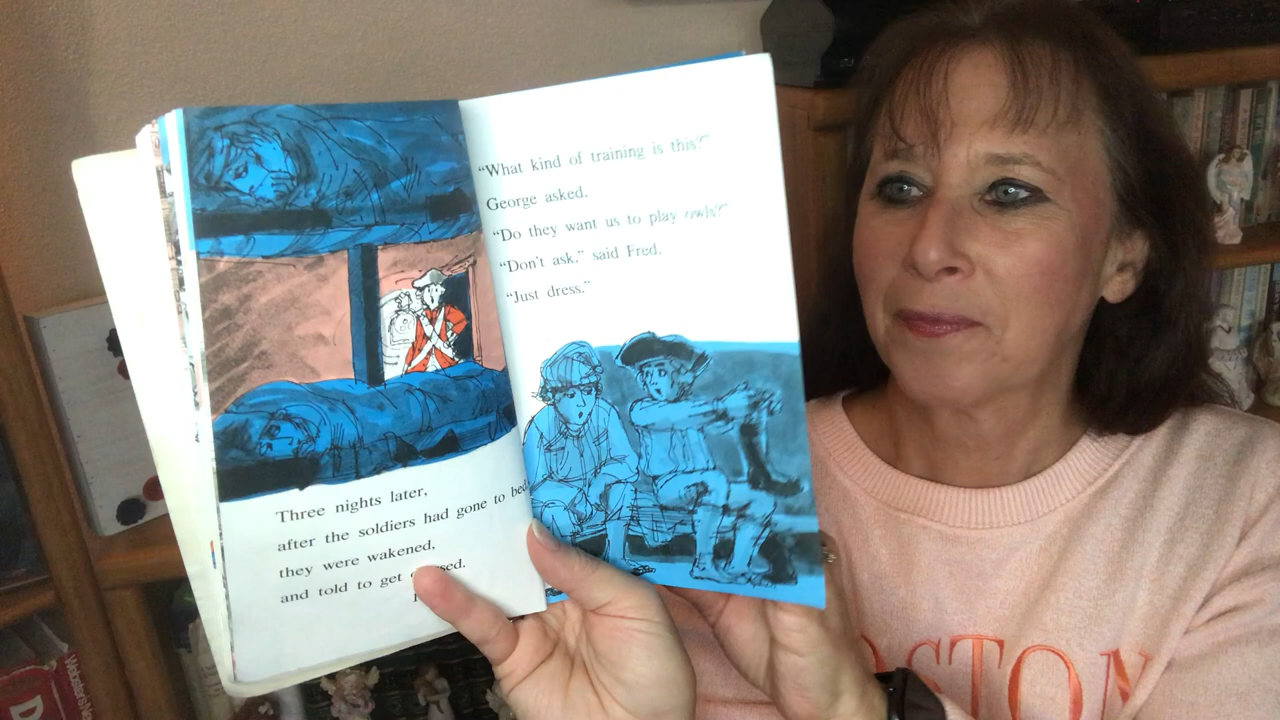 Three nights later,
after the soldiers had gone to bed
they were wakened,
and told to get
“What kind of training is this?”
George asked.
“Do they want us to play owls?”
“Don't ask,” said Fred.
“Just dress.”
OSTON
Webster's
D